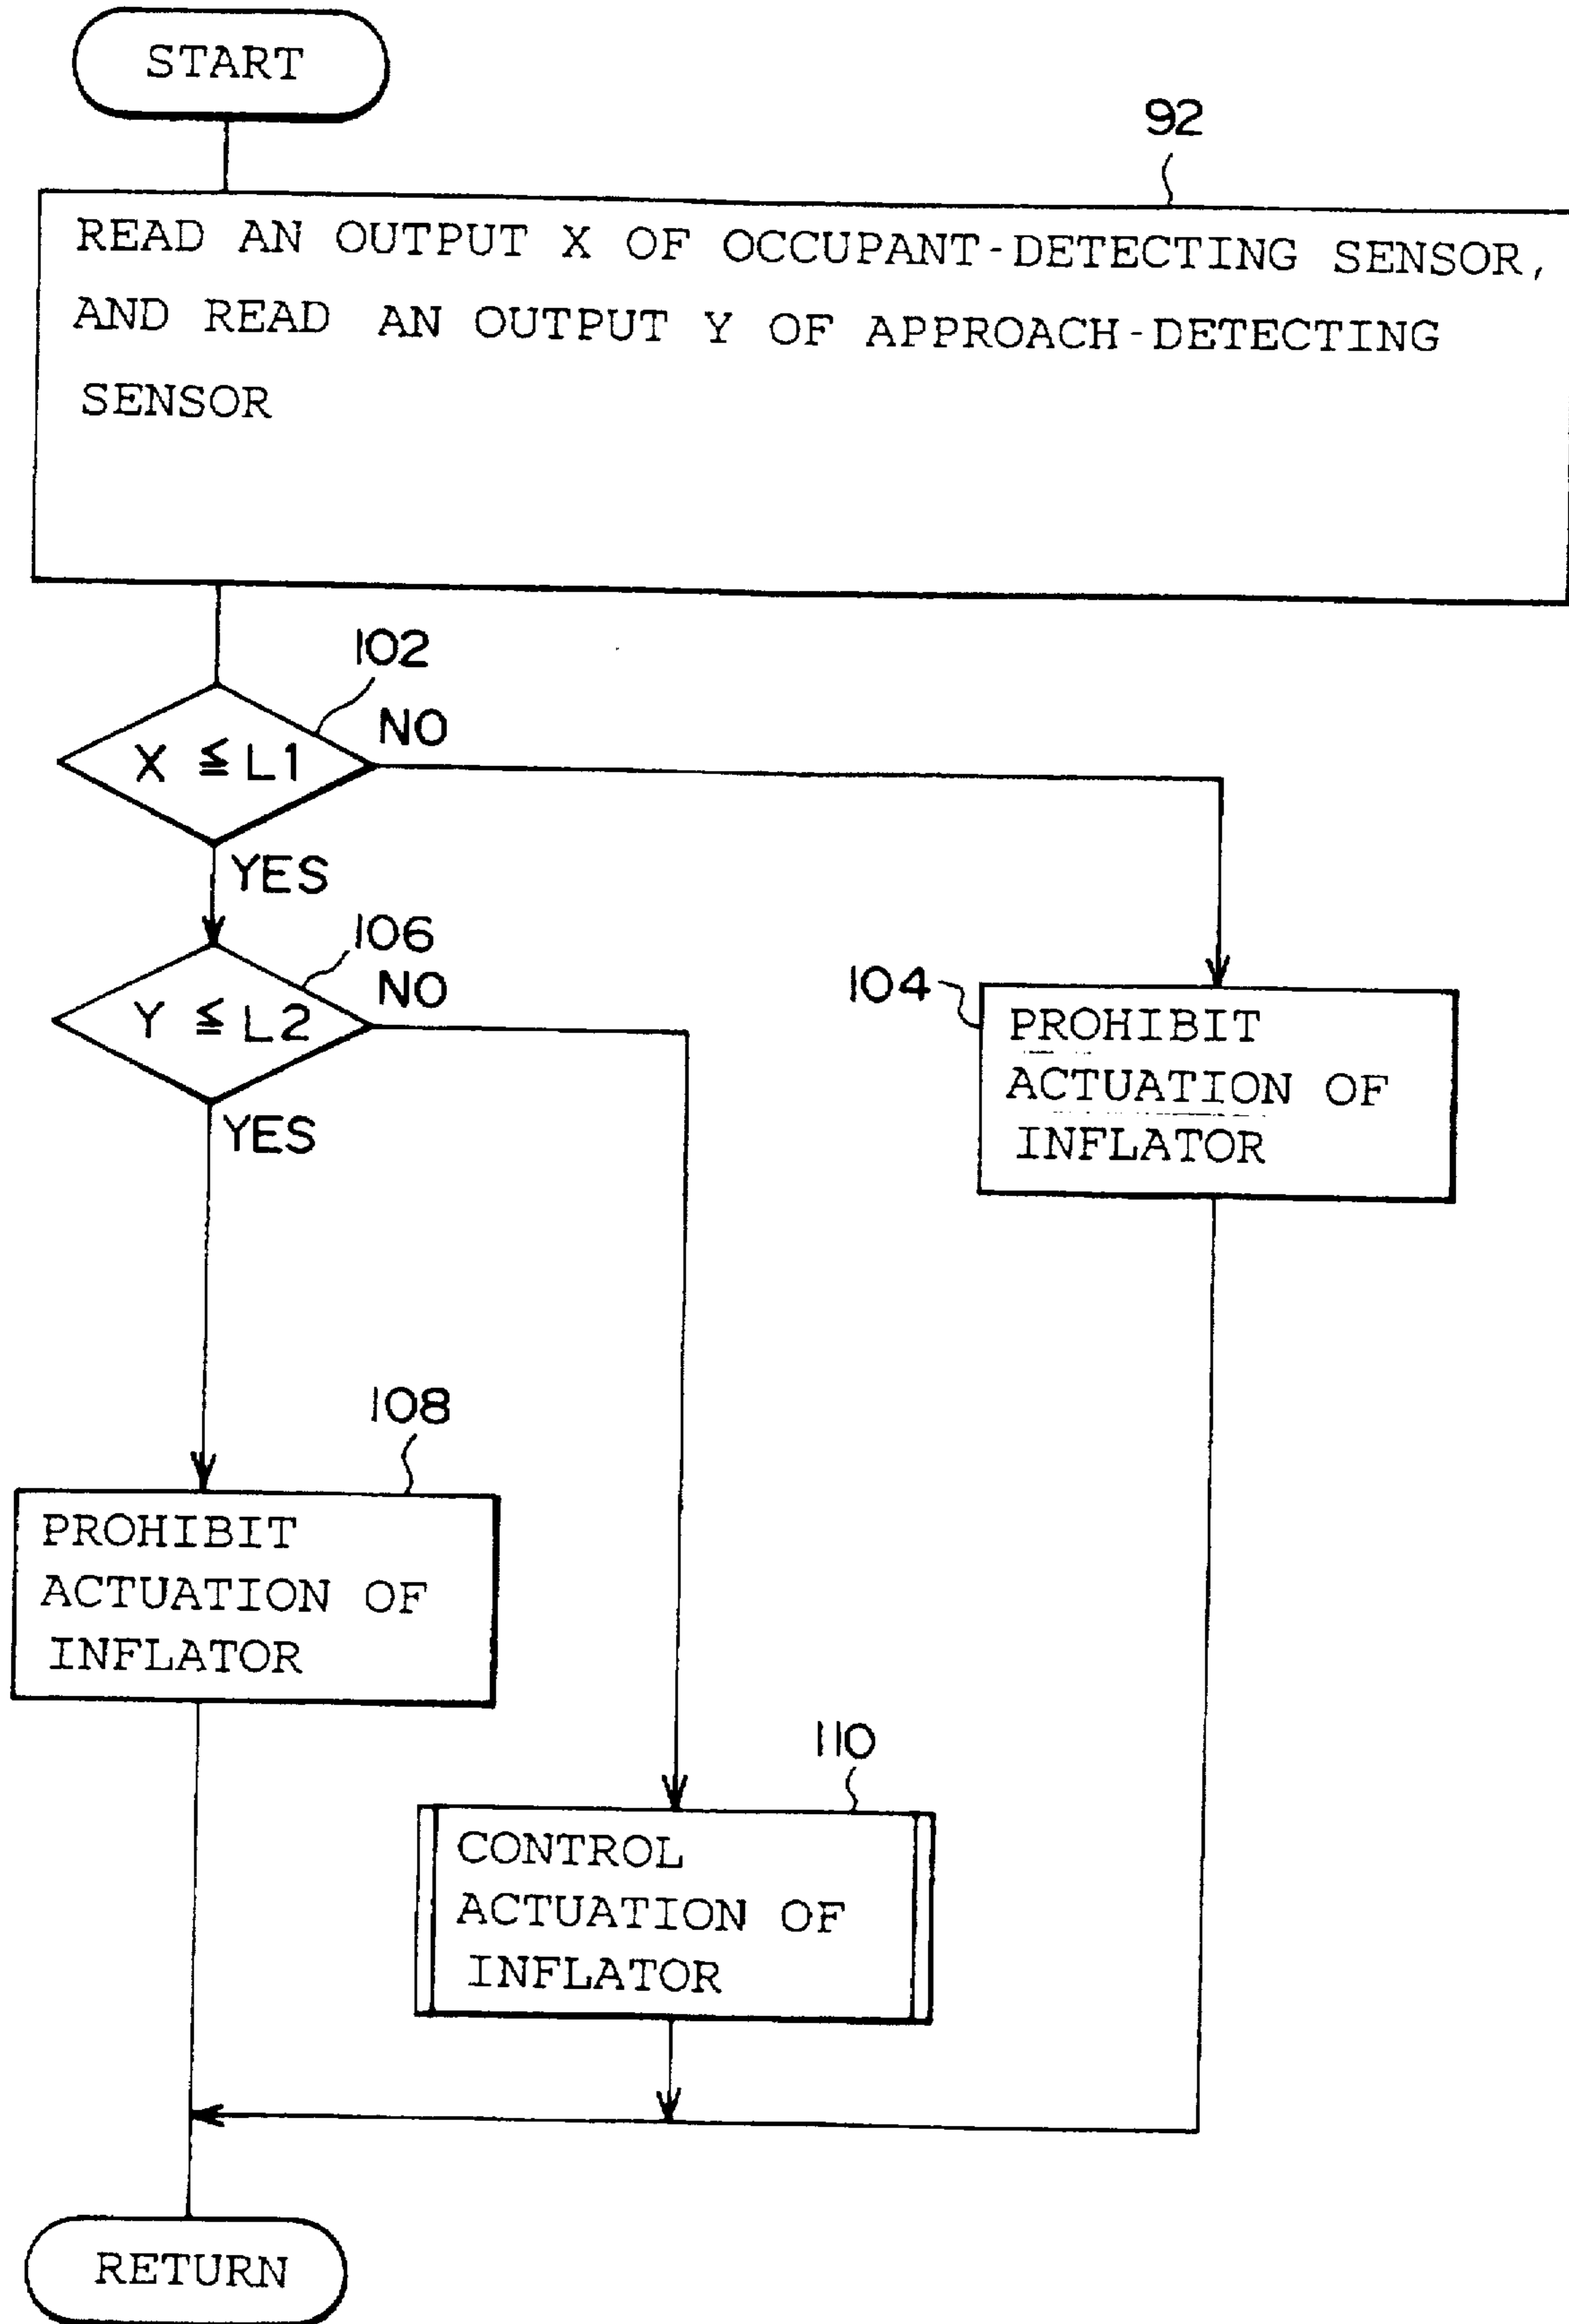 START
92
READ AN OUTPUT X OF OCCUPANT-DETECTING SENSOR,
AND READ AN OUTPUT Y OF APPROACH-DETECTING
SENSOR
102
X ≦ L1
NO
YES
106
Y ≦ L2
NO
YES
104
PROHIBIT
ACTUATION OF
INFLATOR
108
PROHIBIT
ACTUATION OF
INFLATOR
110
CONTROL
ACTUATION OF
INFLATOR
RETURN